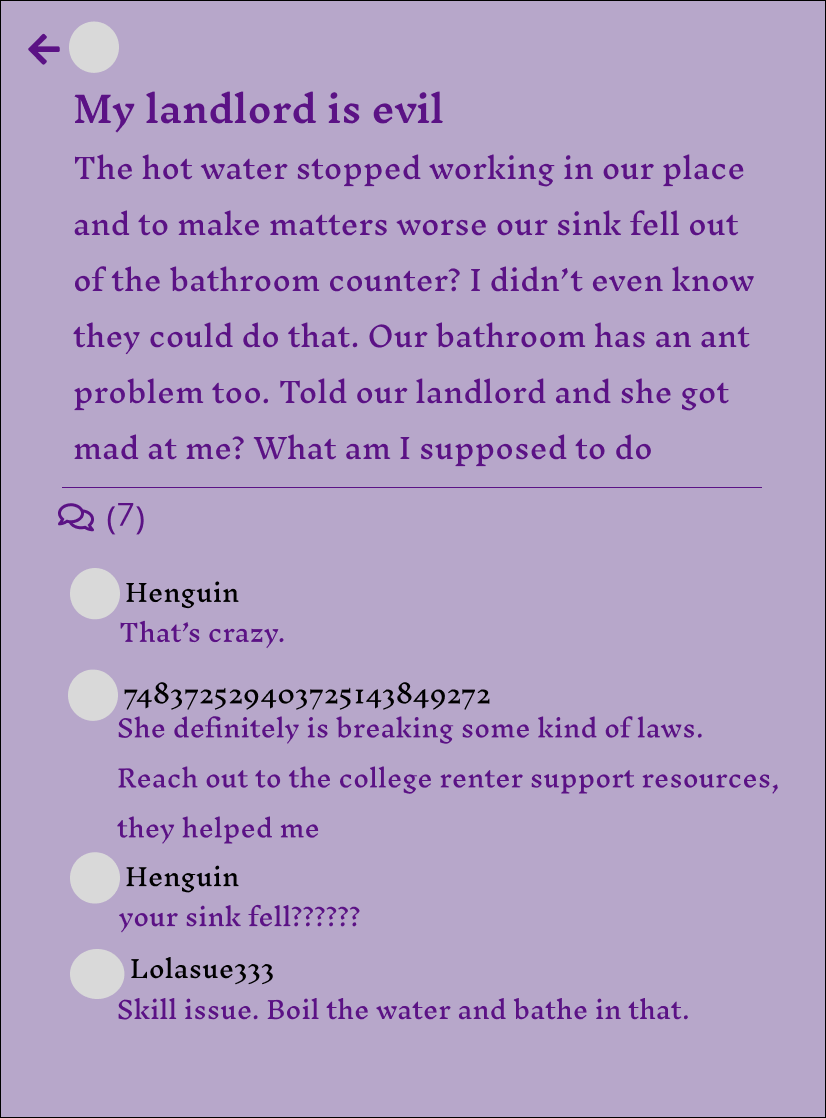 My landlord is evil
The hot water stopped working in our place
and to make matters worse our sink fell out
of the bathroom counter? I didn’t even know
they could do that. Our bathroom has an ant
problem too. Told our landlord and she got
mad at me? What am I supposed to do
(7)
Henguin
That’s crazy.
748372529403725143849272
She definitely is breaking some kind of laws.
Reach out to the college renter support resources,
they helped me
Henguin
your sink fell??????
Lolasue333
Skill issue. Boil the water and bathe in that.